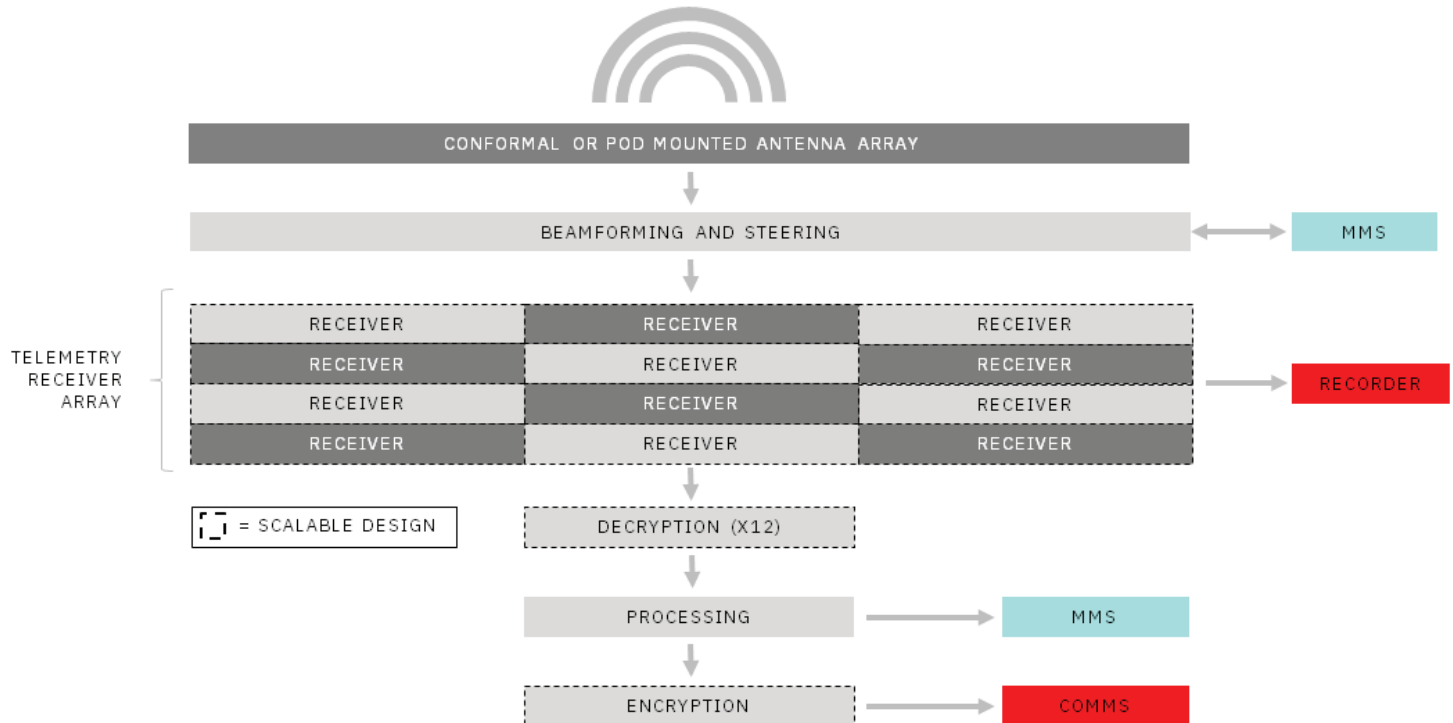 CONFORMAL OR POD MOUNTED ANTENNA ARRAY
BEAMFORMING AND STEERING
MMS
RECEIVER RECEIVER RECEIVER
RECEIVER RECEIVER RECEIVER
RECEIVER RECEIVER RECEIVER
RECEIVER RECEIVER RECEIVER
TELEMETRY
RECEIVER
ARRAY
RECORDER
= SCALABLE DESIGN
DECRYPTION (X12)
PROCESSING
MMS
ENCRYPTION
COMMS